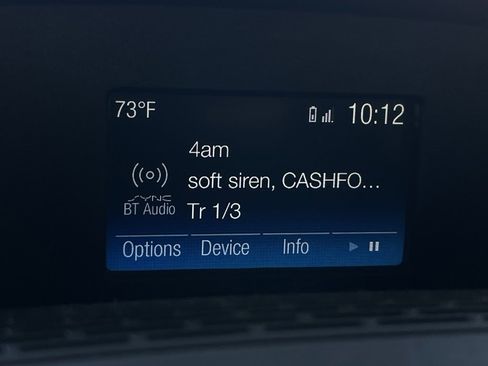 73°F 10:12
4am
soft siren, CASHFO...
SYNC
BT Audio Tr 1/3
Options Device Info